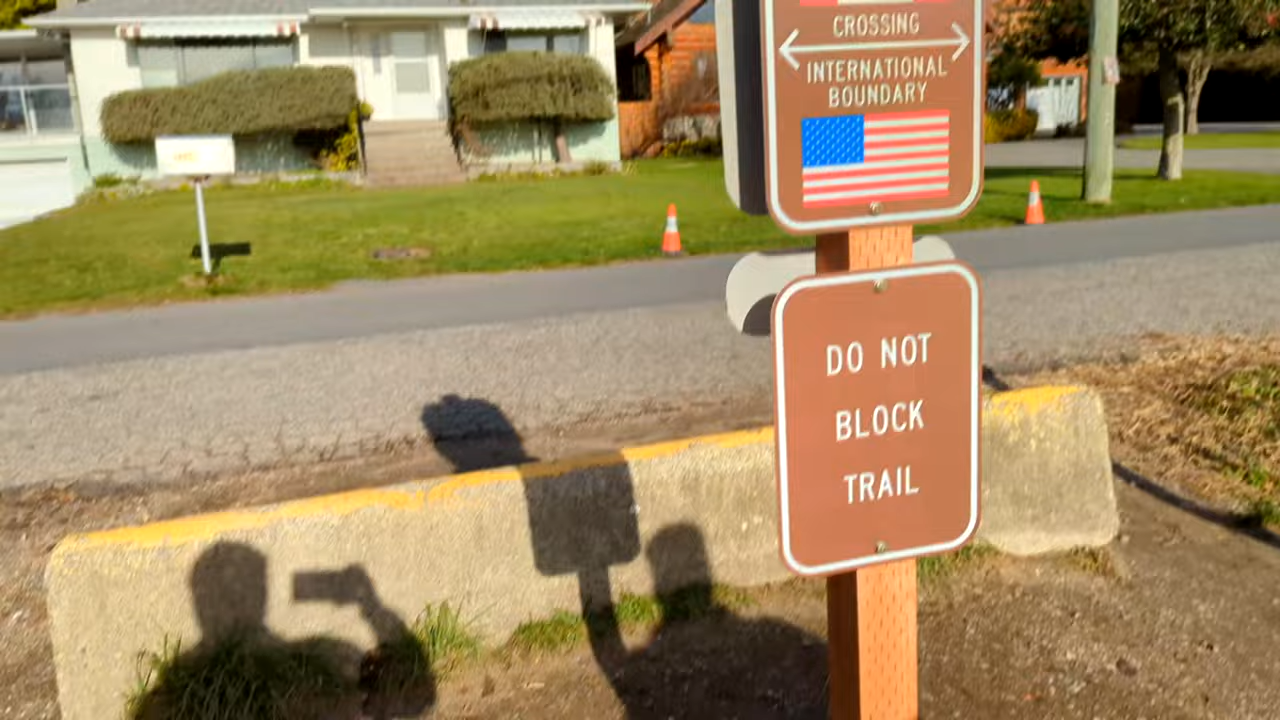 CROSSING
INTERNATIONAL
BOUNDARY
DO NOT
BLOCK
TRAIL